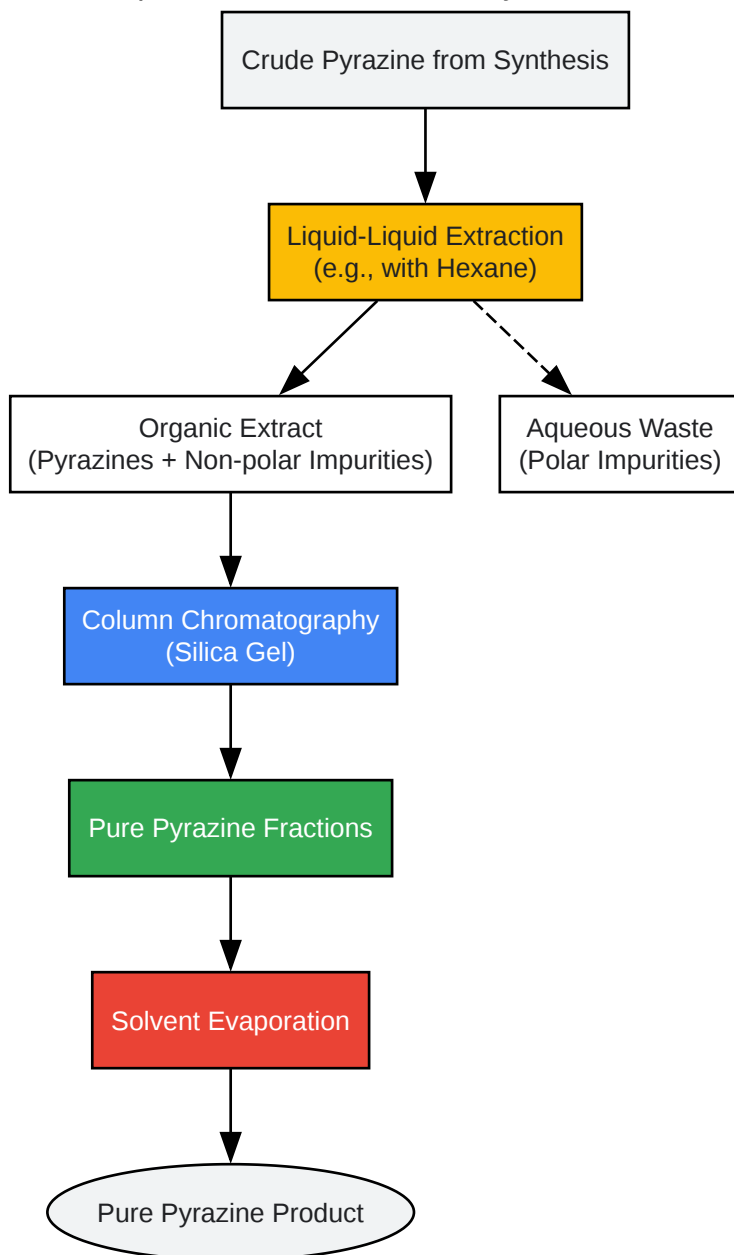 Crude Pyrazine from Synthesis
Liquid-Liquid Extraction
(e.g., with Hexane)
Organic Extract
(Pyrazines + Non-polar Impurities)
Aqueous Waste
(Polar Impurities)
Column Chromatography
(Silica Gel)
Pure Pyrazine Fractions
Solvent Evaporation
Pure Pyrazine Product